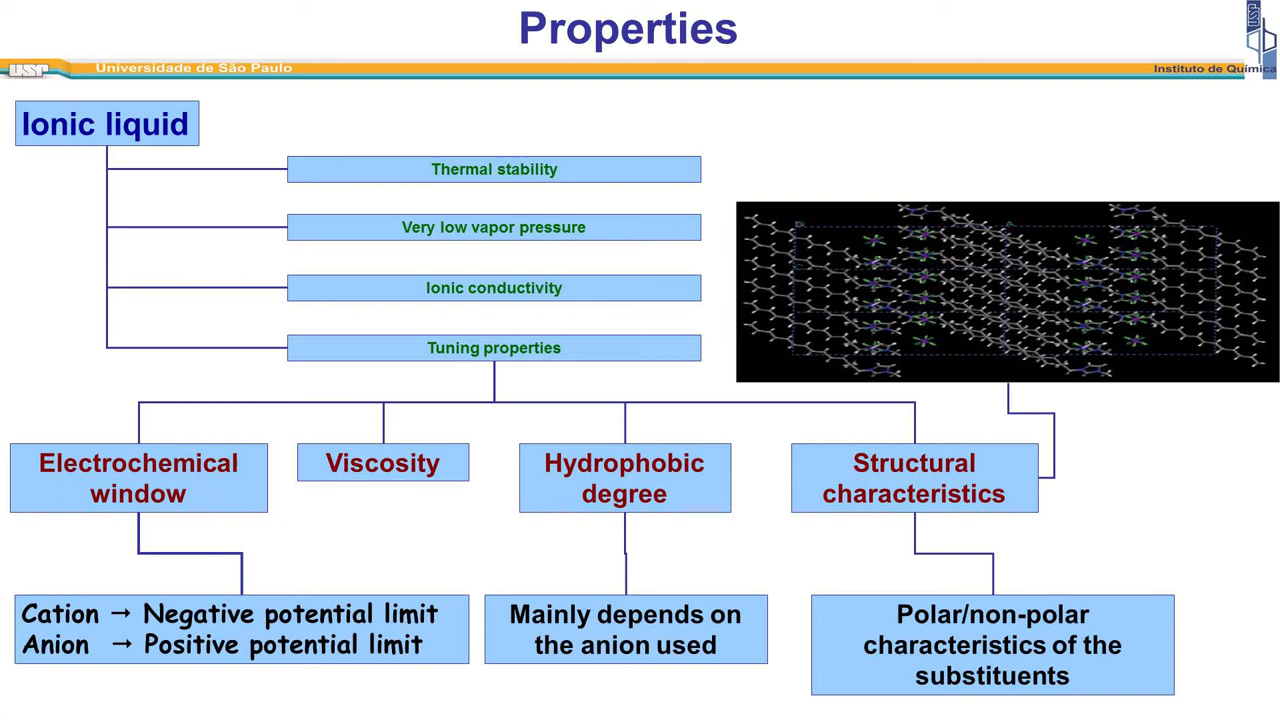 Properties
USP
Universidade de São Paulo
USP
Instituto de Química
Ionic liquid
Thermal stability
Very low vapor pressure
Ionic conductivity
Tuning properties
Electrochemical
window
Viscosity
Hydrophobic
degree
Structural
characteristics
Cation → Negative potential limit
Anion → Positive potential limit
Mainly depends on
the anion used
Polar/non-polar
characteristics of the
substituents